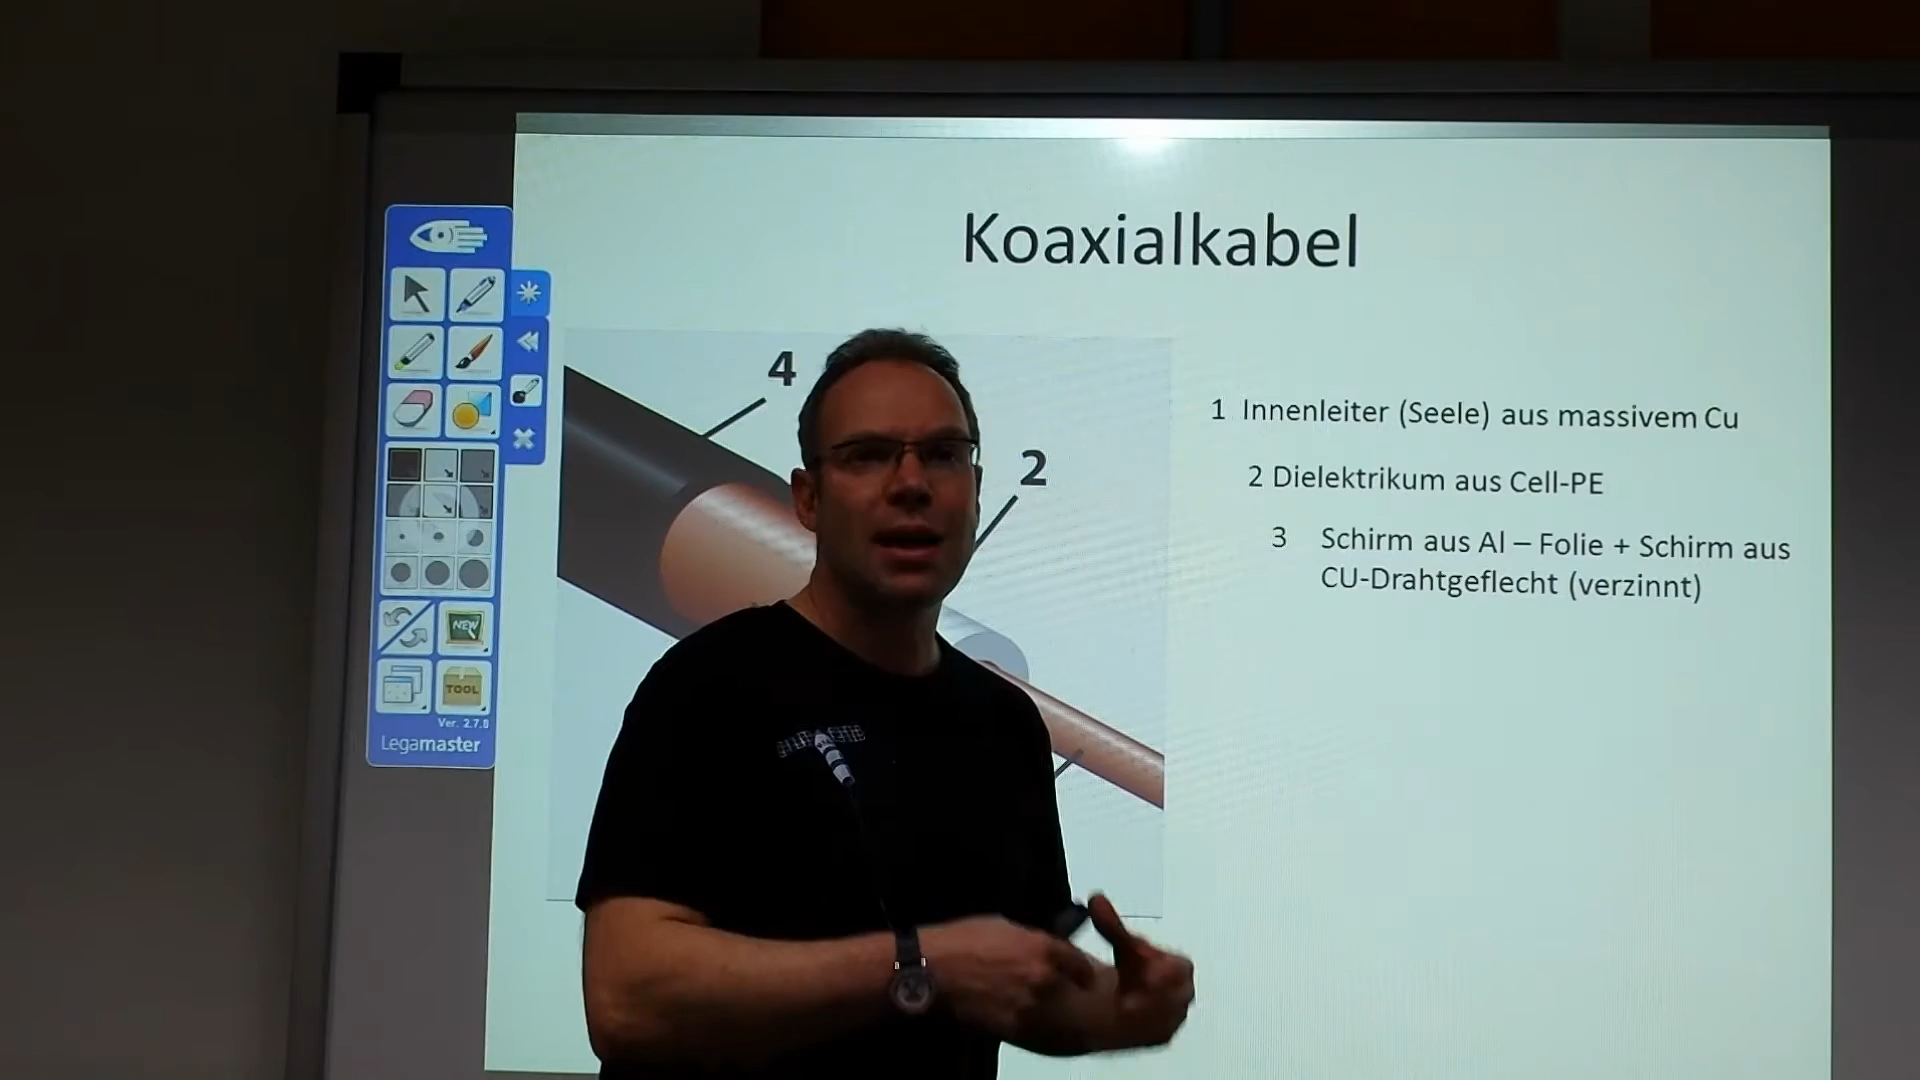 Koaxialkabel
4
2
1 Innenleiter (Seele) aus massivem Cu
2 Dielektrikum aus Cell-PE
3 Schirm aus Al – Folie + Schirm aus
CU-Drahtgeflecht (verzinnt)
NEW
TOOL
Ver. 2.7.0
Legamaster